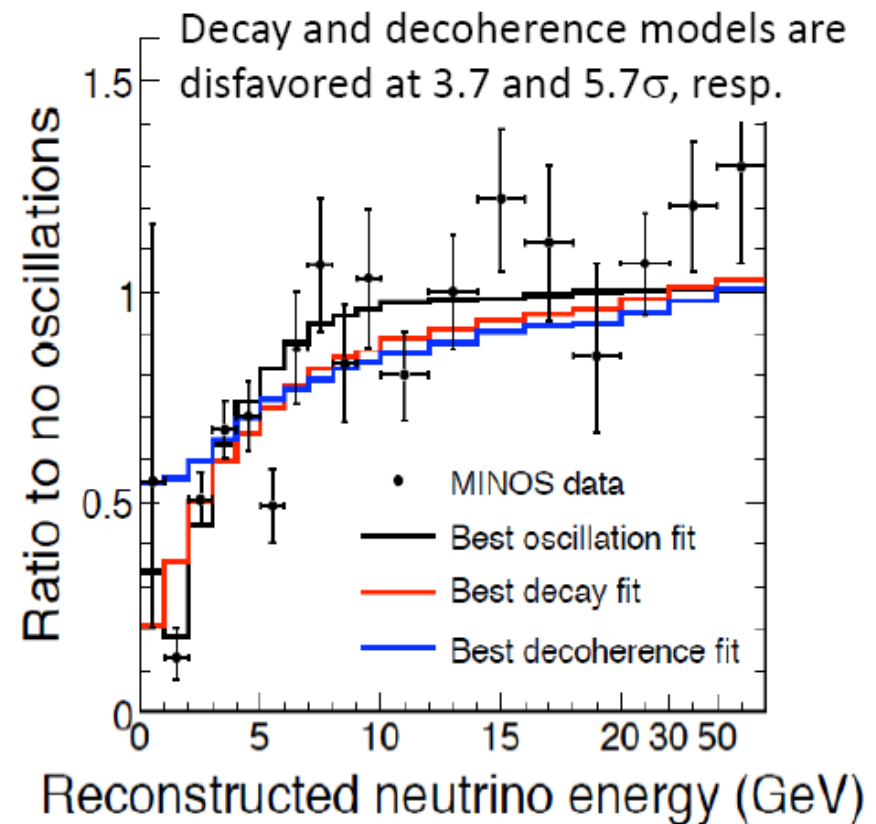 Decay and decoherence models are
disfavored at 3.7 and 5.7σ, resp.
Ratio to no oscillations
1.5
1
0.5
0
MINOS data
Best oscillation fit
Best decay fit
Best decoherence fit
0 5 10 15 20 30 50
Reconstructed neutrino energy (GeV)